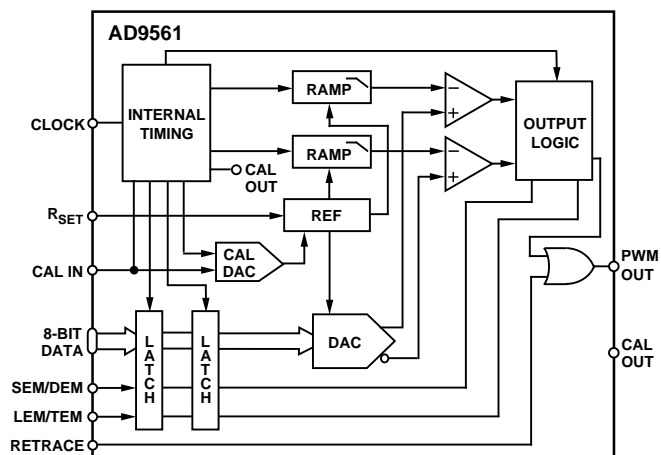 AD9561
INTERNAL
TIMING
RAMP
RAMP
CAL
OUT
REF
CAL
DAC
DAC
LATCH
LATCH
OUTPUT
LOGIC
−
+
−
+
CLOCK
RSET
CAL IN
8-BIT
DATA
SEM/DEM
LEM/TEM
RETRACE
PWM
OUT
CAL
OUT